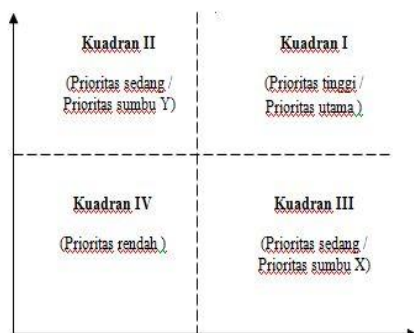 Kuadran II
(Prioritas sedang /
Prioritas sumbu Y)
Kuadran I
(Prioritas tinggi /
Prioritas utama )
Kuadran IV
(Prioritas rendah )
Kuadran III
(Prioritas sedang /
Prioritas sumbu X)